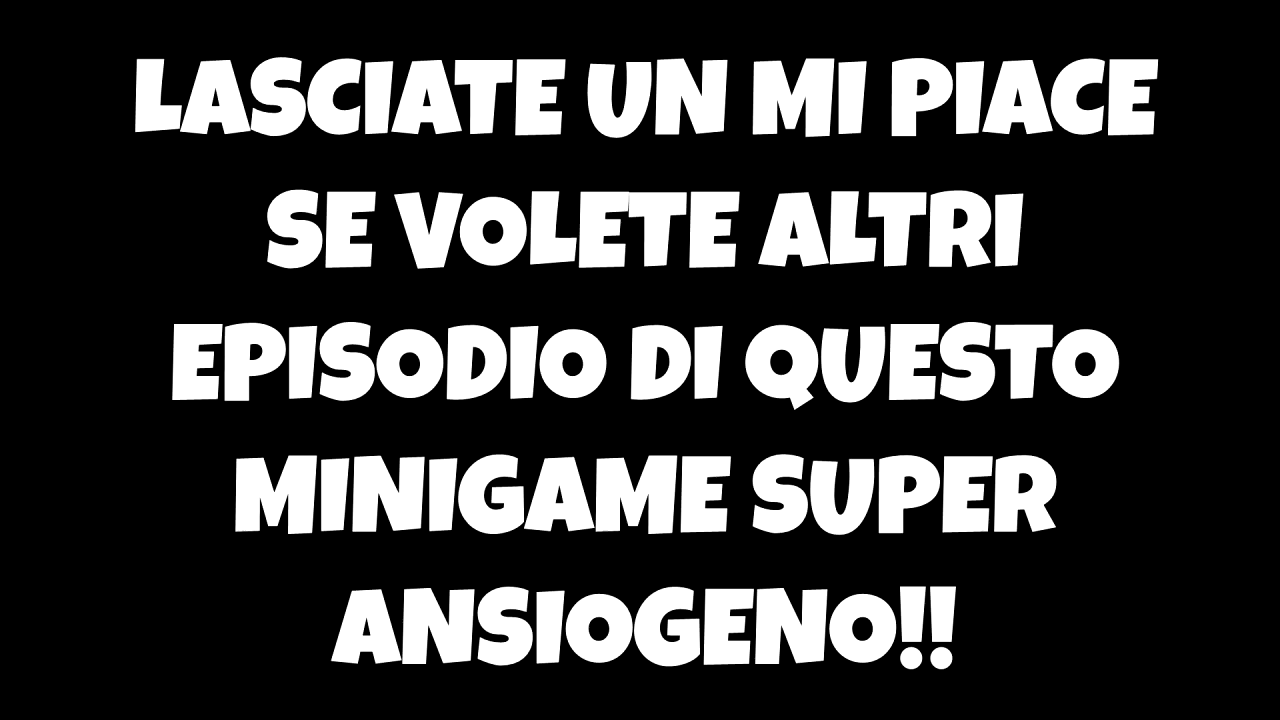 LASCIATE UN MI PIACE
SE VOLETE ALTRI
EPISODIO DI QUESTO
MINIGAME SUPER
ANSIOGENO!!